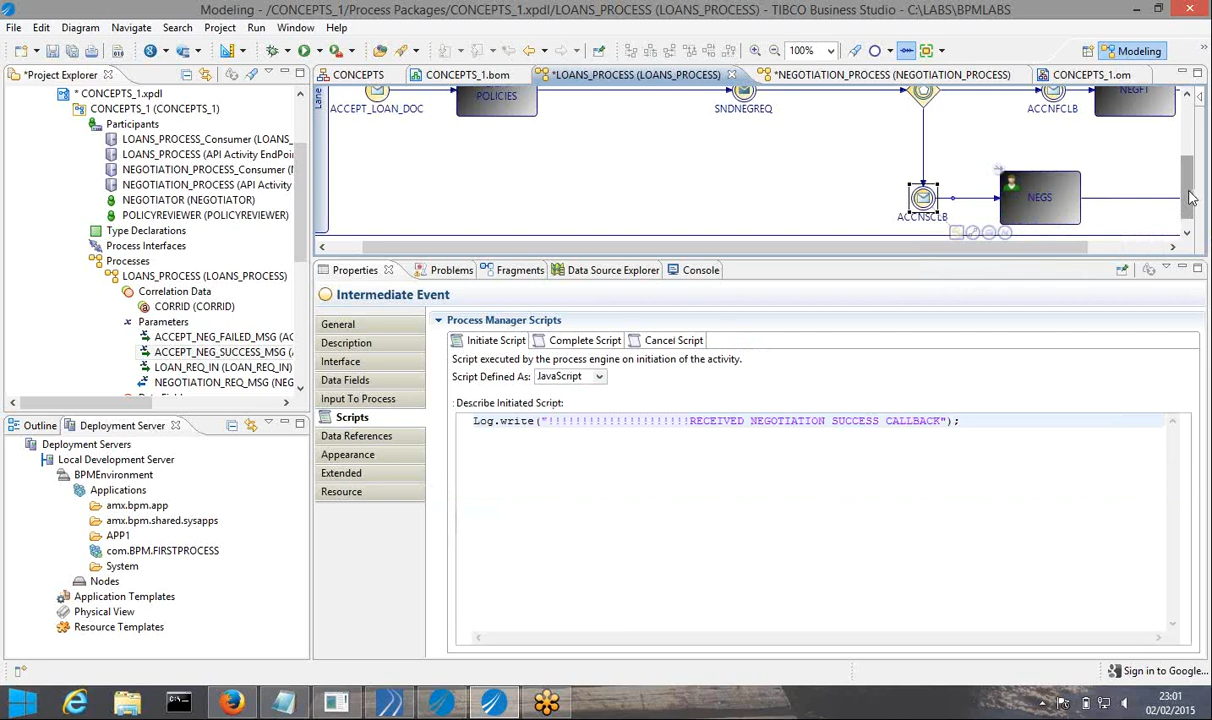 Modeling - /CONCEPTS_1/Process Packages/CONCEPTS_1.xpdl/LOANS_PROCESS (LOANS_PROCESS) - TIBCO Business Studio - C:\LABS\BPMLABS
File Edit Diagram Navigate Search Project Run Window Help
100% Modeling
*Project Explorer
CONCEPTS CONCEPTS_1.bom *LOANS_PROCESS (LOANS_PROCESS) *NEGOTIATION_PROCESS (NEGOTIATION_PROCESS) CONCEPTS_1.om
* CONCEPTS_1.xpdl
CONCEPTS_1 (CONCEPTS_1)
Participants
LOANS_PROCESS_Consumer (LOANS_
LOANS_PROCESS (API Activity EndPoi
NEGOTIATION_PROCESS_Consumer (
NEGOTIATION_PROCESS (API Activity
NEGOTIATOR (NEGOTIATOR)
POLICYREVIEWER (POLICYREVIEWER)
Type Declarations
Process Interfaces
Processes
LOANS_PROCESS (LOANS_PROCESS)
Correlation Data
CORRID (CORRID)
Parameters
ACCEPT_NEG_FAILED_MSG (AC
ACCEPT_NEG_SUCCESS_MSG (
LOAN_REQ_IN (LOAN_REQ_IN)
NEGOTIATION_REQ_MSG (NEG
Lane
ACCEPT_LOAN_DOC
POLICIES
SNDNEGREQ
ACCNFCLB
NEGFT
ACCNSCLB
NEGS
Outline Deployment Server
Deployment Servers
Local Development Server
BPMEnvironment
Applications
amx.bpm.app
amx.bpm.shared.sysapps
APP1
com.BPM.FIRSTPROCESS
System
Nodes
Application Templates
Physical View
Resource Templates
Properties Problems Fragments Data Source Explorer Console
Intermediate Event
General
Description
Interface
Data Fields
Input To Process
Scripts
Data References
Appearance
Extended
Resource
Process Manager Scripts
Initiate Script Complete Script Cancel Script
Script executed by the process engine on initiation of the activity.
Script Defined As: JavaScript
Describe Initiated Script:
Log.write("!!!!!!!!!!!!!!!!!!!!!RECEIVED NEGOTIATION SUCCESS CALLBACK");
Sign in to Google...
23:01
02/02/2015